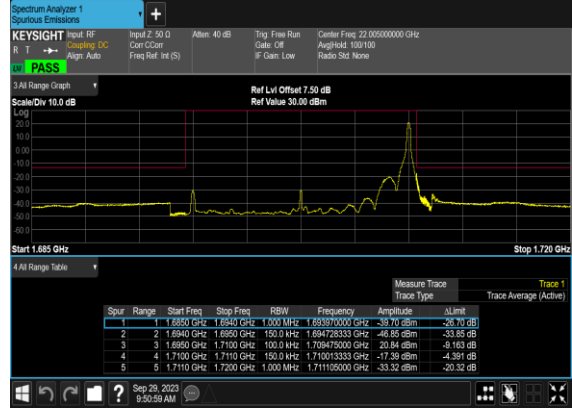 Spectrum Analyzer 1
Spurious Emissions
KEYSIGHT Input: RF Input Z: 50 Ω Atten: 40 dB Trig: Free Run Center Freq: 22.005000000 GHz
R T Coupling: DC Corr CCorr Gate: Off Avg|Hold: 100/100
Align: Auto Freq Ref: Int (S) IF Gain: Low Radio Std: None
PASS
3 All Range Graph
Ref Lvl Offset 7.50 dB
Scale/Div 10.0 dB Ref Value 30.00 dBm
Log
20.0
10.0
0.00
-10.0
-20.0
-30.0
-40.0
-50.0
-60.0
Start 1.685 GHz Stop 1.720 GHz
4 All Range Table
Measure Trace Trace 1
Trace Type Trace Average (Active)
Spur Range Start Freq Stop Freq RBW Frequency Amplitude ΔLimit
1 1 1.6850 GHz 1.6940 GHz 1.000 MHz 1.693970000 GHz -39.70 dBm -26.70 dB
2 2 1.6940 GHz 1.6950 GHz 150.0 kHz 1.694728333 GHz -46.85 dBm -33.85 dB
3 3 1.6950 GHz 1.7100 GHz 100.0 kHz 1.709475000 GHz 20.84 dBm -9.163 dB
4 4 1.7100 GHz 1.7110 GHz 150.0 kHz 1.710013333 GHz -17.39 dBm -4.391 dB
5 5 1.7110 GHz 1.7200 GHz 1.000 MHz 1.711105000 GHz -33.32 dBm -20.32 dB
? Sep 29, 2023
9:50:59 AM